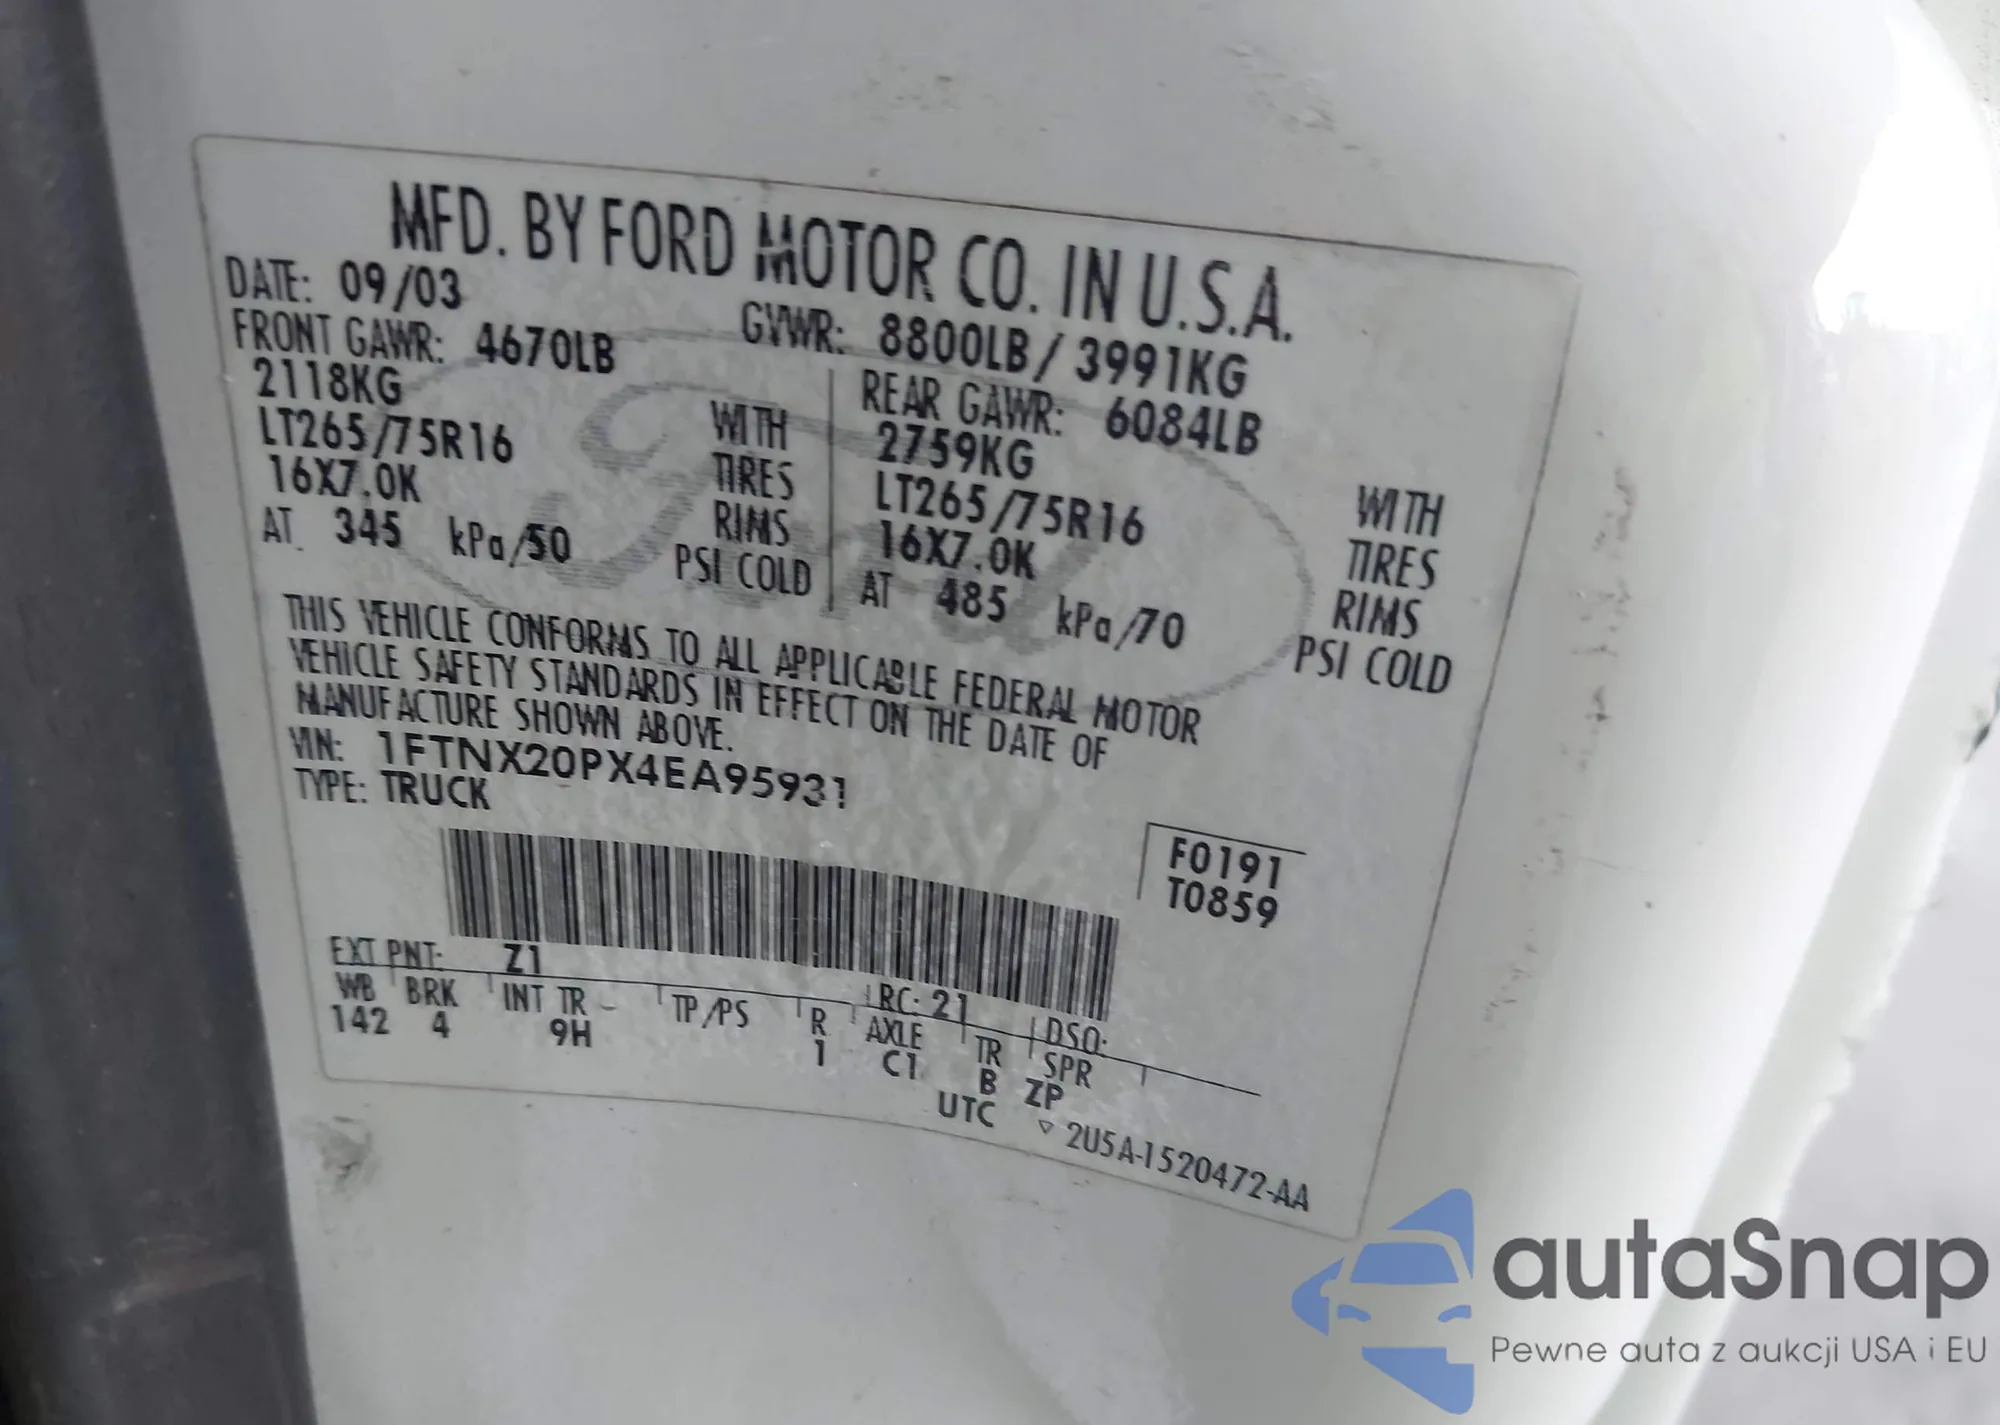 MFD. BY FORD MOTOR CO. IN U.S.A.
DATE: 09/03 GVWR: 8800LB / 3991KG
FRONT GAWR: 4670LB REAR GAWR: 6084LB
2118KG WITH 2759KG WITH
LT265/75R16 TIRES LT265/75R16 TIRES
16X7.0K RIMS 16X7.0K RIMS
AT 345 kPa/50 PSI COLD AT 485 kPa/70 PSI COLD
THIS VEHICLE CONFORMS TO ALL APPLICABLE FEDERAL MOTOR
VEHICLE SAFETY STANDARDS IN EFFECT ON THE DATE OF
MANUFACTURE SHOWN ABOVE.
VIN: 1FTNX20PX4EA95931
TYPE: TRUCK
F0191
T0859
EXT PNT: Z1 RC: 21 DSO:
WB BRK INT TR TP/PS R AXLE TR SPR
142 4 9H 1 C1 B ZP
UTC ▽ 2U5A-1520472-AA
Ford
autaSnap
Pewne auta z aukcji USA i EU